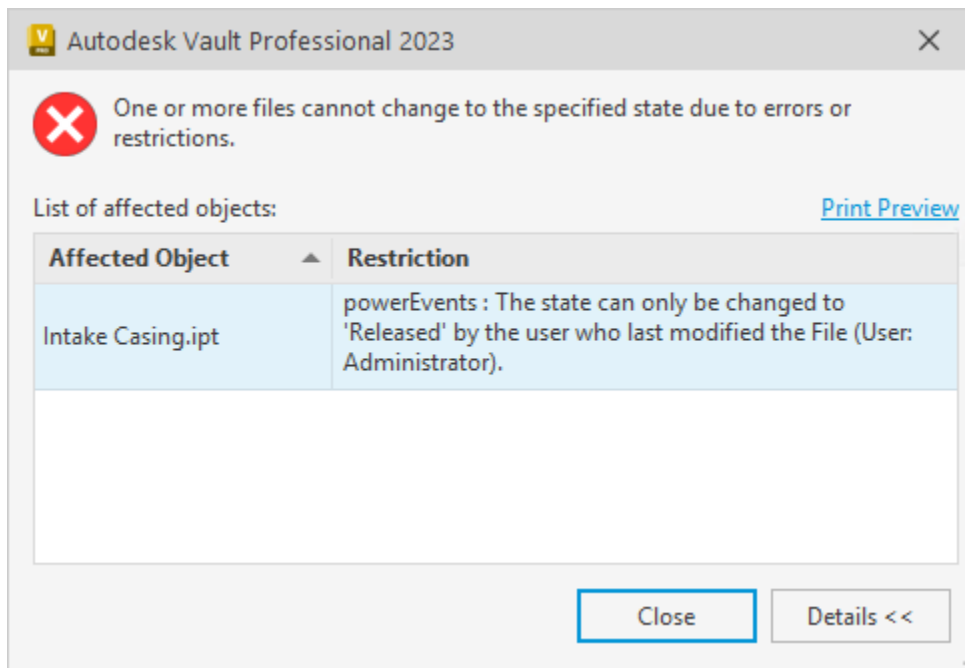 Autodesk Vault Professional 2023
One or more files cannot change to the specified state due to errors or
restrictions.
List of affected objects:
Print Preview
Affected Object
Restriction
Intake Casing.ipt
powerEvents : The state can only be changed to
'Released' by the user who last modified the File (User:
Administrator).
Close
Details <<